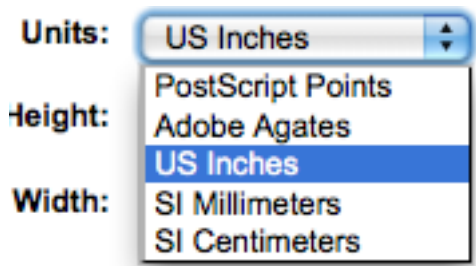 Units: US Inches
PostScript Points
Height: Adobe Agates
US Inches
Width: SI Millimeters
SI Centimeters